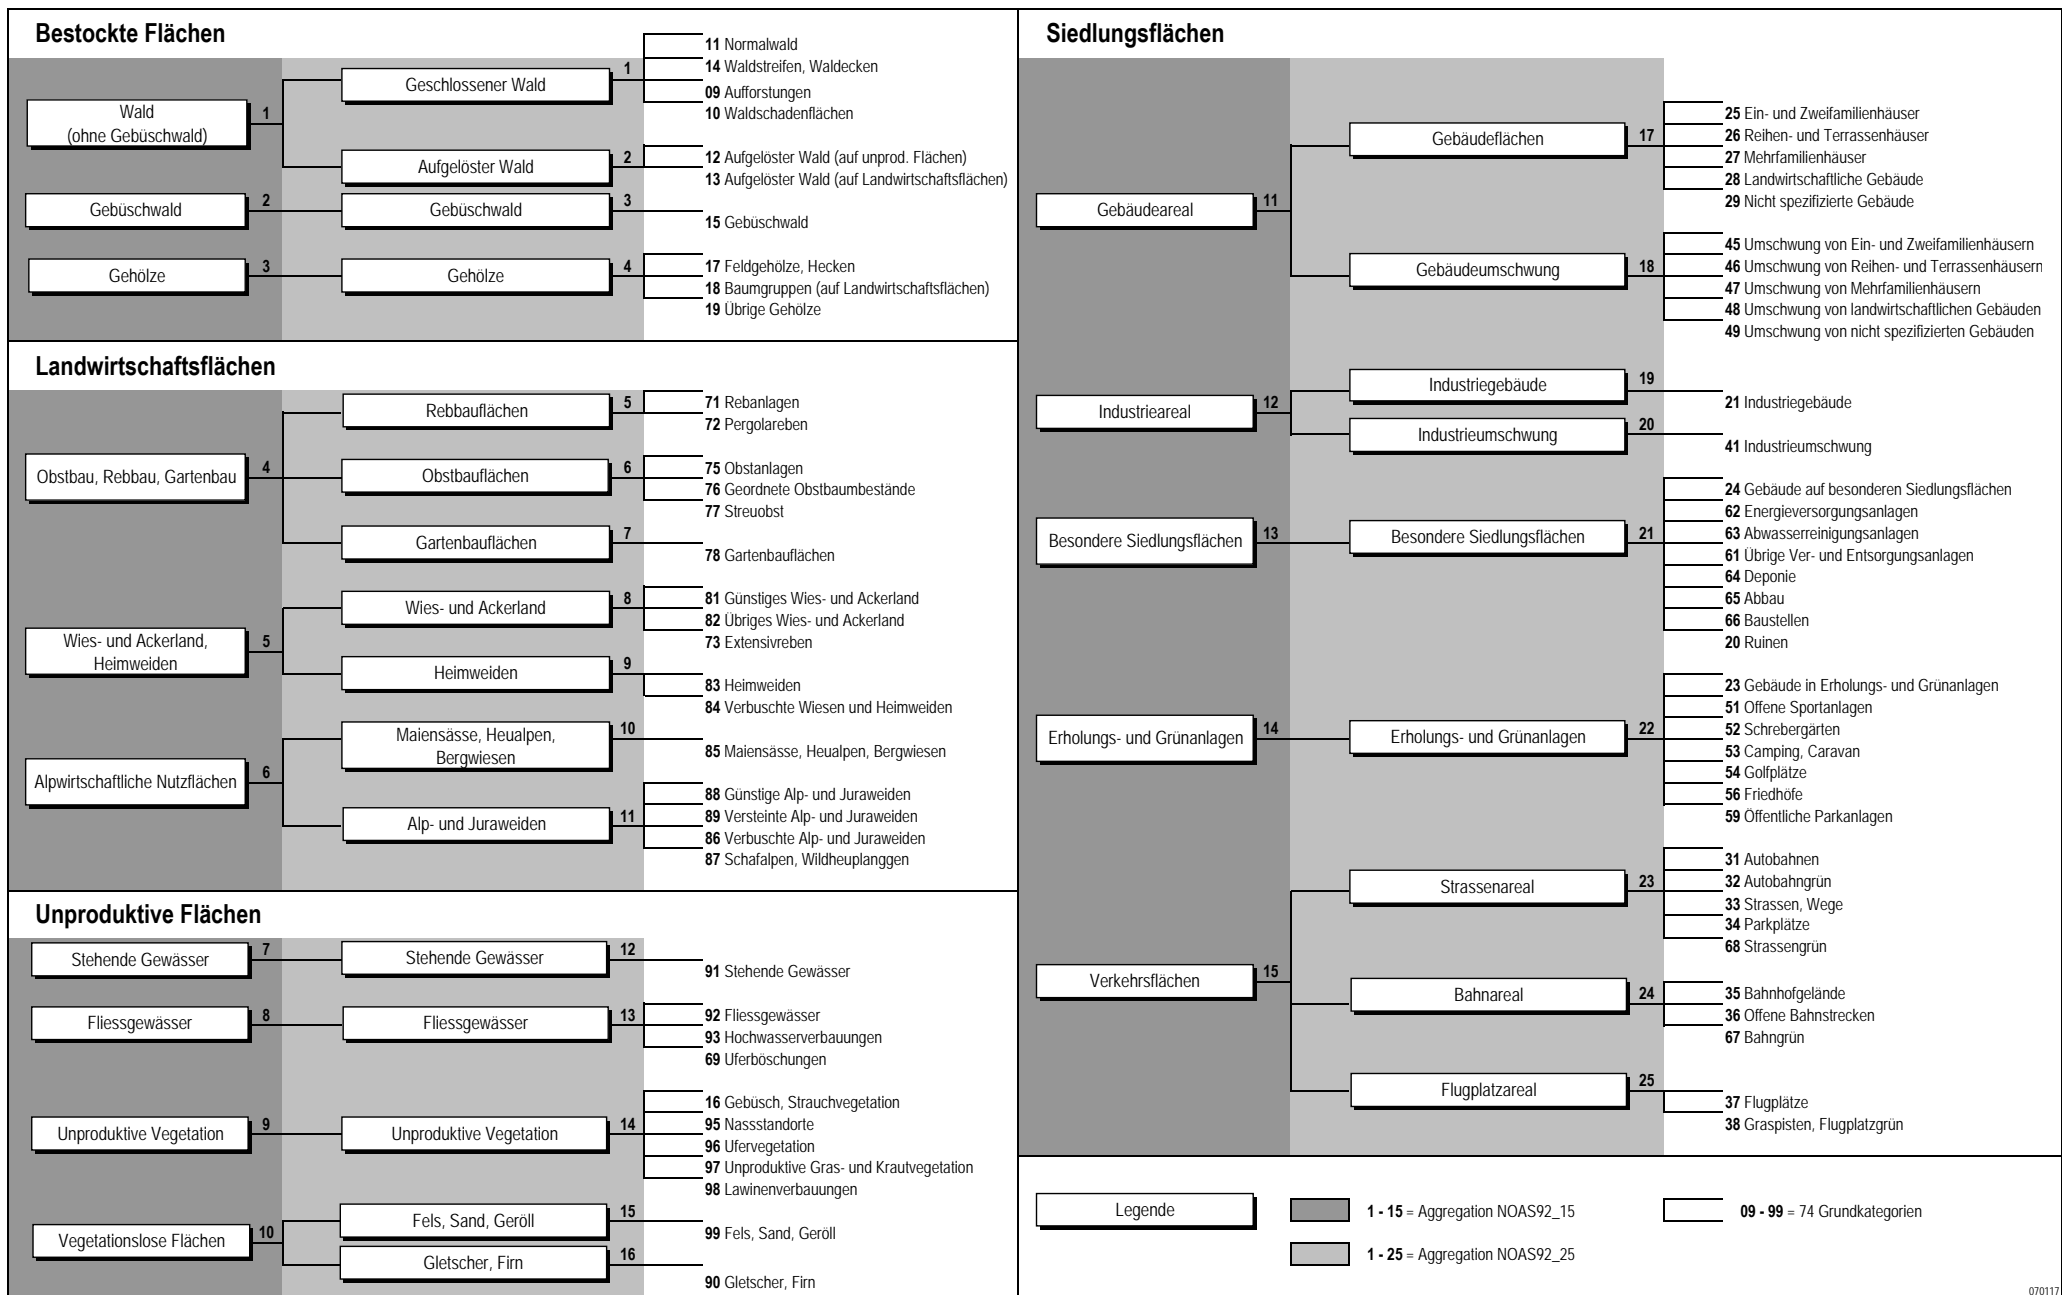 Bestockte Flächen
Wald
(ohne Gebüschwald)
1
Geschlossener Wald
1
11 Normalwald
14 Waldstreifen, Waldecken
09 Aufforstungen
10 Waldschadenflächen
Aufgelöster Wald
2
12 Aufgelöster Wald (auf unprod. Flächen)
13 Aufgelöster Wald (auf Landwirtschaftsflächen)
Gebüschwald
2
Gebüschwald
3
15 Gebüschwald
Gehölze
3
Gehölze
4
17 Feldgehölze, Hecken
18 Baumgruppen (auf Landwirtschaftsflächen)
19 Übrige Gehölze
Landwirtschaftsflächen
Obstbau, Rebbau, Gartenbau
4
Rebbauflächen
5
71 Rebanlagen
72 Pergolareben
Obstbauflächen
6
75 Obstanlagen
76 Geordnete Obstbaumbestände
77 Streuobst
Gartenbauflächen
7
78 Gartenbauflächen
Wies- und Ackerland,
Heimweiden
5
Wies- und Ackerland
8
81 Günstiges Wies- und Ackerland
82 Übriges Wies- und Ackerland
73 Extensivreben
Heimweiden
9
83 Heimweiden
84 Verbuschte Wiesen und Heimweiden
Alpwirtschaftliche Nutzflächen
6
Maiensässe, Heualpen,
Bergwiesen
10
85 Maiensässe, Heualpen, Bergwiesen
Alp- und Juraweiden
11
88 Günstige Alp- und Juraweiden
89 Versteinte Alp- und Juraweiden
86 Verbuschte Alp- und Juraweiden
87 Schafalpen, Wildheuplanggen
Unproduktive Flächen
Stehende Gewässer
7
Stehende Gewässer
12
91 Stehende Gewässer
Fliessgewässer
8
Fliessgewässer
13
92 Fliessgewässer
93 Hochwasserverbauungen
69 Uferböschungen
Unproduktive Vegetation
9
Unproduktive Vegetation
14
16 Gebüsch, Strauchvegetation
95 Nassstandorte
96 Ufervegetation
97 Unproduktive Gras- und Krautvegetation
98 Lawinenverbauungen
Vegetationslose Flächen
10
Fels, Sand, Geröll
15
99 Fels, Sand, Geröll
Gletscher, Firn
16
90 Gletscher, Firn
Siedlungsflächen
Gebäudeareal
11
Gebäudeflächen
17
25 Ein- und Zweifamilienhäuser
26 Reihen- und Terrassenhäuser
27 Mehrfamilienhäuser
28 Landwirtschaftliche Gebäude
29 Nicht spezifizierte Gebäude
Gebäudeumschwung
18
45 Umschwung von Ein- und Zweifamilienhäusern
46 Umschwung von Reihen- und Terrassenhäusern
47 Umschwung von Mehrfamilienhäusern
48 Umschwung von landwirtschaftlichen Gebäuden
49 Umschwung von nicht spezifizierten Gebäuden
Industrieareal
12
Industriegebäude
19
21 Industriegebäude
Industrieumschwung
20
41 Industrieumschwung
Besondere Siedlungsflächen
13
Besondere Siedlungsflächen
21
24 Gebäude auf besonderen Siedlungsflächen
62 Energieversorgungsanlagen
63 Abwasserreinigungsanlagen
61 Übrige Ver- und Entsorgungsanlagen
64 Deponie
65 Abbau
66 Baustellen
20 Ruinen
Erholungs- und Grünanlagen
14
Erholungs- und Grünanlagen
22
23 Gebäude in Erholungs- und Grünanlagen
51 Offene Sportanlagen
52 Schrebergärten
53 Camping, Caravan
54 Golfplätze
56 Friedhöfe
59 Öffentliche Parkanlagen
Verkehrsflächen
15
Strassenareal
23
31 Autobahnen
32 Autobahngrün
33 Strassen, Wege
34 Parkplätze
68 Strassengrün
Bahnareal
24
35 Bahnhofgelände
36 Offene Bahnstrecken
67 Bahngrün
Flugplatzareal
25
37 Flugplätze
38 Graspisten, Flugplatzgrün
Legende
1 - 15 = Aggregation NOAS92_15
1 - 25 = Aggregation NOAS92_25
09 - 99 = 74 Grundkategorien
070117